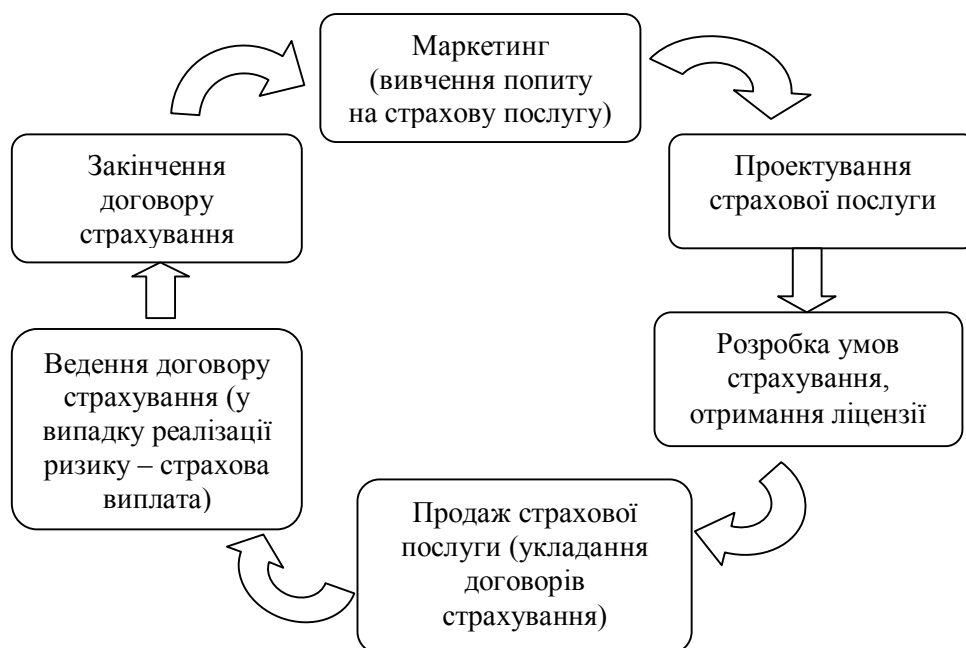 Маркетинг
(вивчення попиту
на страхову послугу)
Проектування
страхової послуги
Розробка умов
страхування,
отримання ліцензії
Продаж страхової
послуги (укладання
договорів
страхування)
Ведення договору
страхування (у
випадку реалізації
ризику – страхова
виплата)
Закінчення
договору
страхування